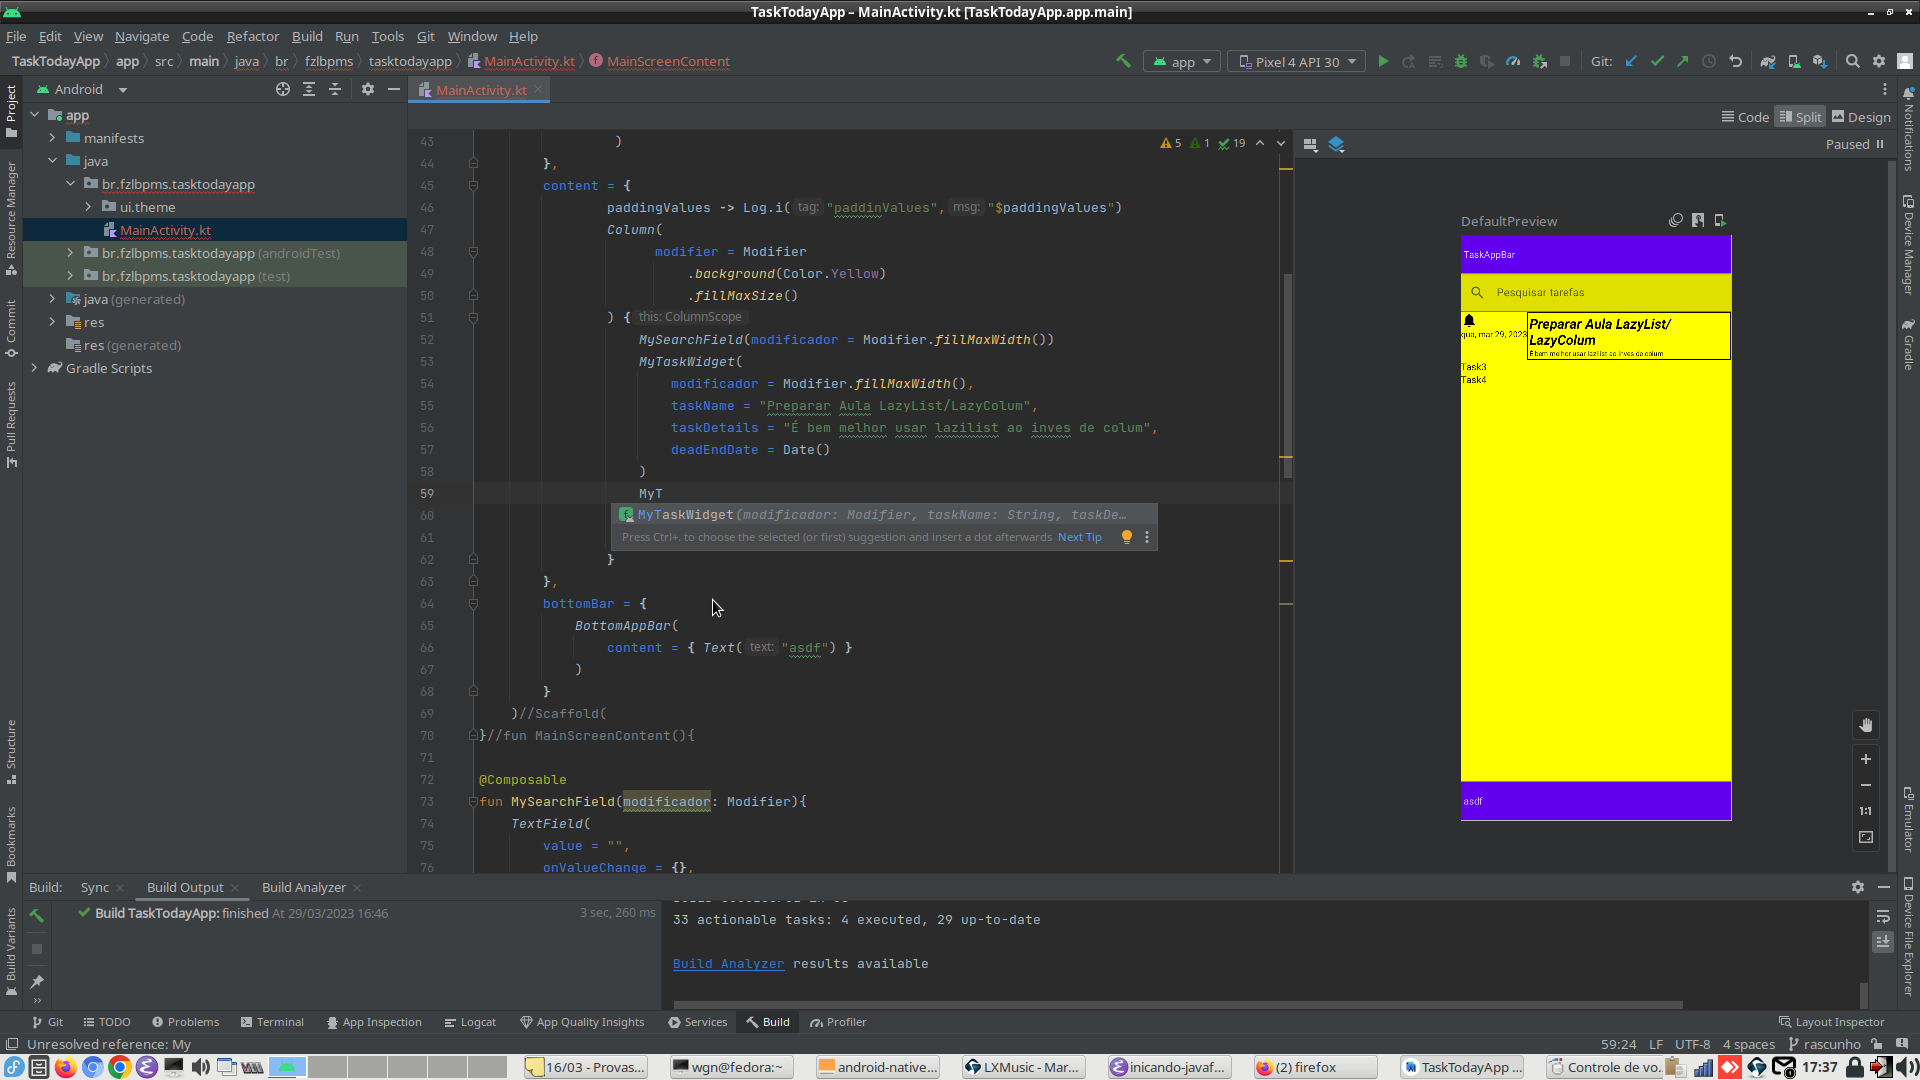 TaskTodayApp – MainActivity.kt [TaskTodayApp.app.main]
File Edit View Navigate Code Refactor Build Run Tools Git Window Help
TaskTodayApp app src main java br fzlbpms tasktodayapp MainActivity.kt MainScreenContent
app Pixel 4 API 30 Git:
Android
MainActivity.kt
Code Split Design
Project
Resource Manager
Commit
Pull Requests
Structure
Bookmarks
Build Variants
app
manifests
java
br.fzlbpms.tasktodayapp
ui.theme
MainActivity.kt
br.fzlbpms.tasktodayapp (androidTest)
br.fzlbpms.tasktodayapp (test)
java (generated)
res
res (generated)
Gradle Scripts
5 1 19
43 )
44 },
45 content = {
46 paddingValues -> Log.i( tag: "paddinValues", msg: "$paddingValues")
47 Column(
48 modifier = Modifier
49 .background(Color.Yellow)
50 .fillMaxSize()
51 ) { this: ColumnScope
52 MySearchField(modificador = Modifier.fillMaxWidth())
53 MyTaskWidget(
54 modificador = Modifier.fillMaxWidth(),
55 taskName = "Preparar Aula LazyList/LazyColum",
56 taskDetails = "É bem melhor usar lazilist ao inves de colum",
57 deadEndDate = Date()
58 )
59 MyT
60
61
MyTaskWidget(modificador: Modifier, taskName: String, taskDe…
Press Ctrl+. to choose the selected (or first) suggestion and insert a dot afterwards Next Tip
62 }
63 },
64 bottomBar = {
65 BottomAppBar(
66 content = { Text( text: "asdf") }
67 )
68 }
69 )//Scaffold(
70 }//fun MainScreenContent(){
71
72 @Composable
73 fun MySearchField(modificador: Modifier){
74 TextField(
75 value = "",
76 onValueChange = {},
Paused
DefaultPreview
TaskAppBar
Pesquisar tarefas
qua, mar 29, 2023
Preparar Aula LazyList/
LazyColum
É bem melhor usar lazilist ao inves de colum
Task3
Task4
asdf
1:1
Notifications
Device Manager
Gradle
Emulator
Device File Explorer
Build: Sync Build Output Build Analyzer
Build TaskTodayApp: finished At 29/03/2023 16:46 3 sec, 260 ms
33 actionable tasks: 4 executed, 29 up-to-date
Build Analyzer results available
Git TODO Problems Terminal App Inspection Logcat App Quality Insights Services Build Profiler Layout Inspector
Unresolved reference: My
59:24 LF UTF-8 4 spaces rascunho
16/03 - Provas... wgn@fedora:~ android-native... LXMusic - Mar... inicando-javaf... (2) firefox TaskTodayApp ... Controle de vo... 17:37